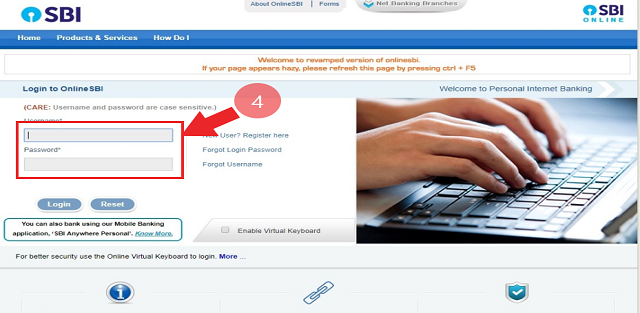 About OnlineSBI | Forms
Net Banking Branches
SBI
SBI
ONLINE
Home Products & Services How Do I
Welcome to revamped version of onlinesbi.
If your page appears hazy, please refresh this page by pressing ctrl + F5
Login to OnlineSBI
Welcome to Personal Internet Banking
(CARE: Username and password are case sensitive.)
4
Username*
User? Register here
Password*
Forgot Login Password
Forgot Username
Login Reset
You can also bank using our Mobile Banking
application, 'SBI Anywhere Personal'. Know More.
Enable Virtual Keyboard
For better security use the Online Virtual Keyboard to login. More ...